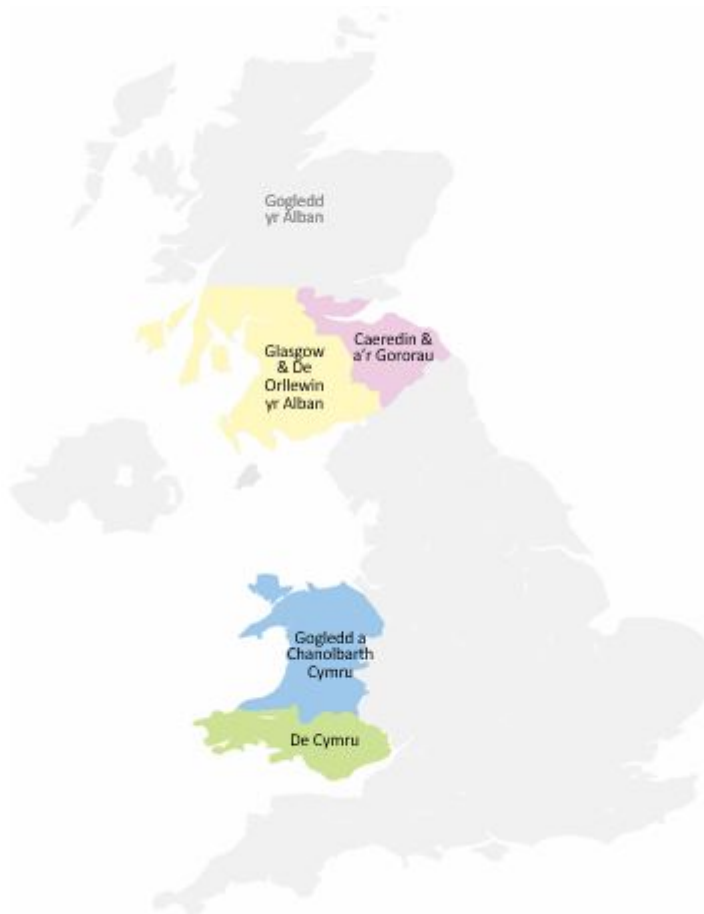 Gogledd
yr Alban
Caeredin &
a'r Gororau
Glasgow
& De
Orllewin
yr Alban
Gogledd a
Chanolbarth
Cymru
De Cymru